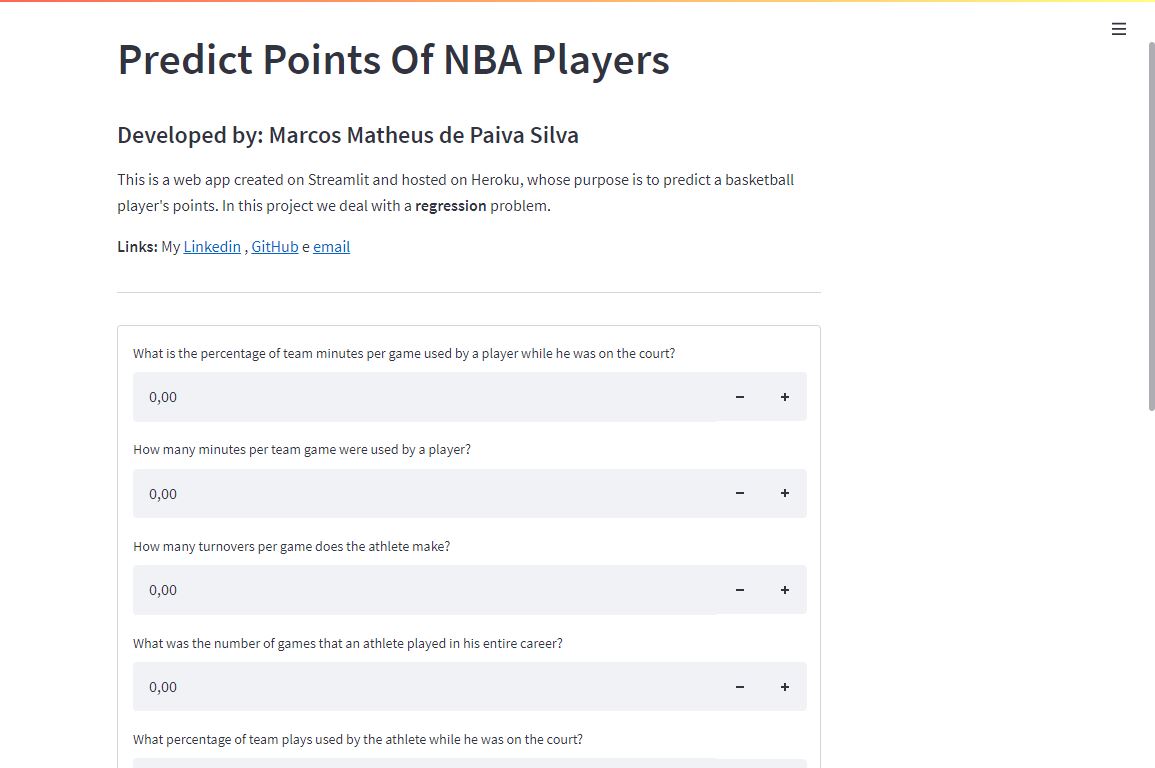 Predict Points Of NBA Players
Developed by: Marcos Matheus de Paiva Silva
This is a web app created on Streamlit and hosted on Heroku, whose purpose is to predict a basketball
player's points. In this project we deal with a regression problem.
Links: My Linkedin , GitHub e email
What is the percentage of team minutes per game used by a player while he was on the court?
0,00
How many minutes per team game were used by a player?
0,00
How many turnovers per game does the athlete make?
0,00
What was the number of games that an athlete played in his entire career?
0,00
What percentage of team plays used by the athlete while he was on the court?